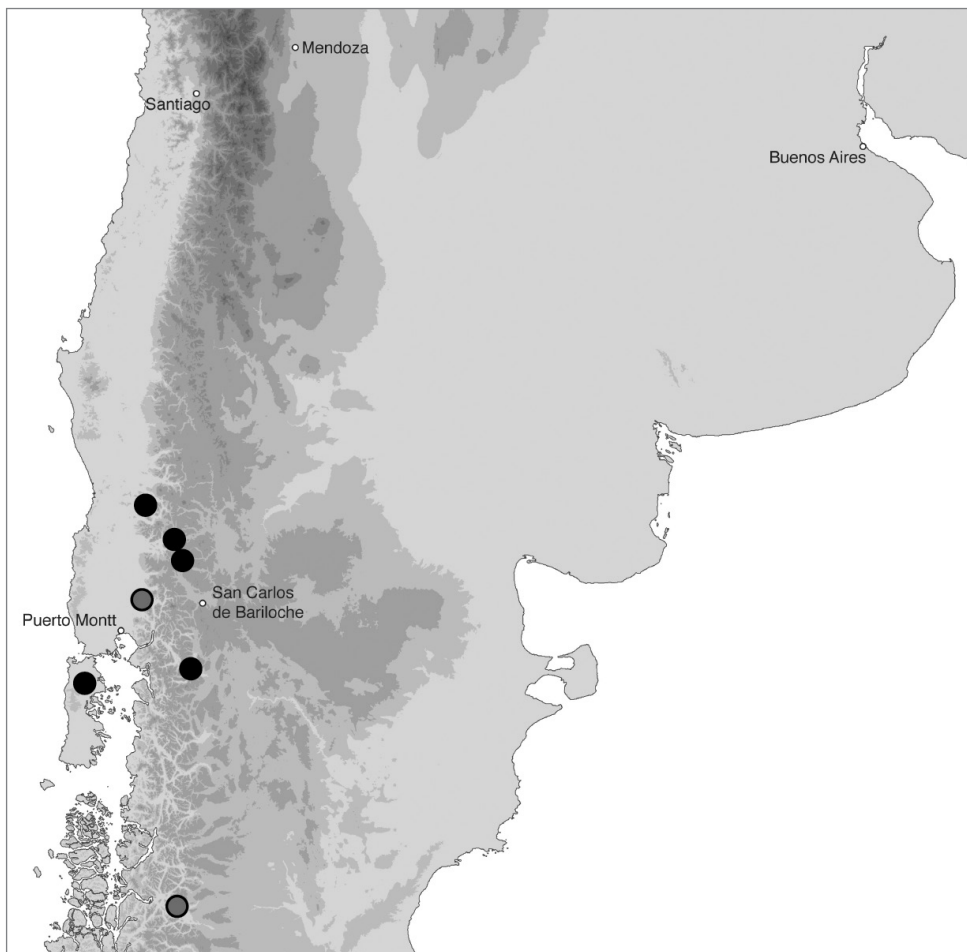 Mendoza
Santiago
Buenos Aires
San Carlos
de Bariloche
Puerto Montt